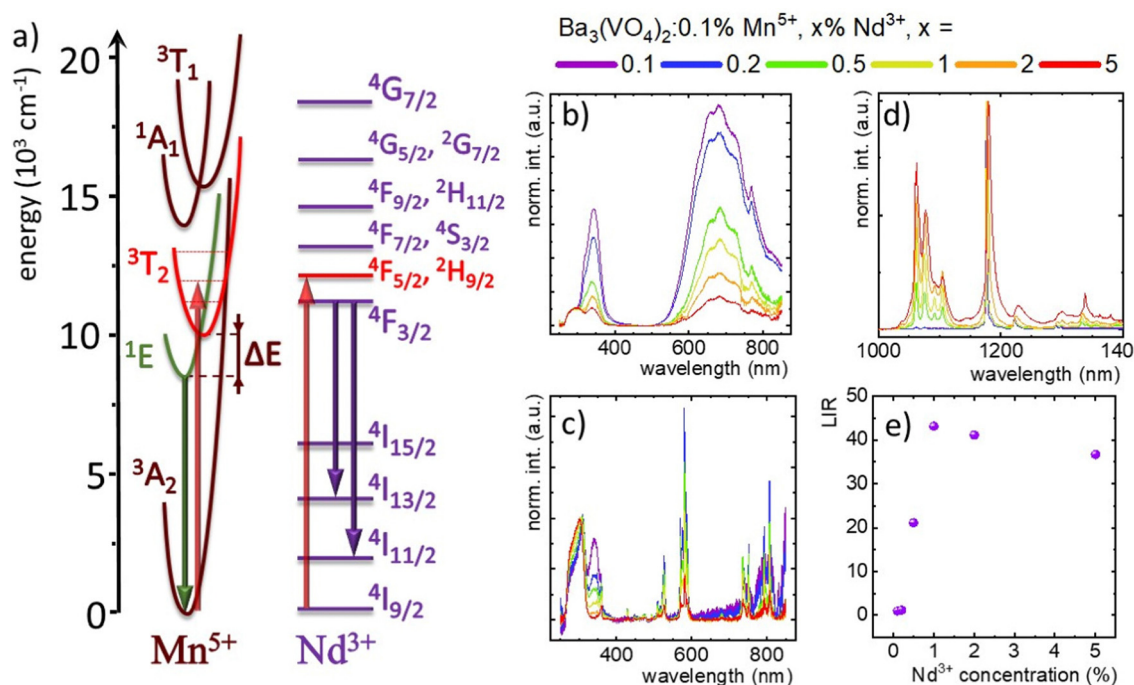 a)
energy (10³ cm⁻¹)
20
15
10
5
0
³T₁
¹A₁
³T₂
¹E
ΔE
³A₂
Mn⁵⁺
⁴G₇/₂
⁴G₅/₂, ²G₇/₂
⁴F₉/₂, ²H₁₁/₂
⁴F₇/₂, ⁴S₃/₂
⁴F₅/₂, ²H₉/₂
⁴F₃/₂
⁴I₁₅/₂
⁴I₁₃/₂
⁴I₁₁/₂
⁴I₉/₂
Nd³⁺
Ba₃(VO₄)₂:0.1% Mn⁵⁺, x% Nd³⁺, x =
0.1 0.2 0.5 1 2 5
b)
norm. int. (a.u.)
400 600 800
wavelength (nm)
c)
norm. int. (a.u.)
400 600 800
wavelength (nm)
d)
norm. int. (a.u.)
1000 1200 140
wavelength (nm)
e)
LIR
50
40
30
20
10
0
0 1 2 3 4 5
Nd³⁺ concentration (%)